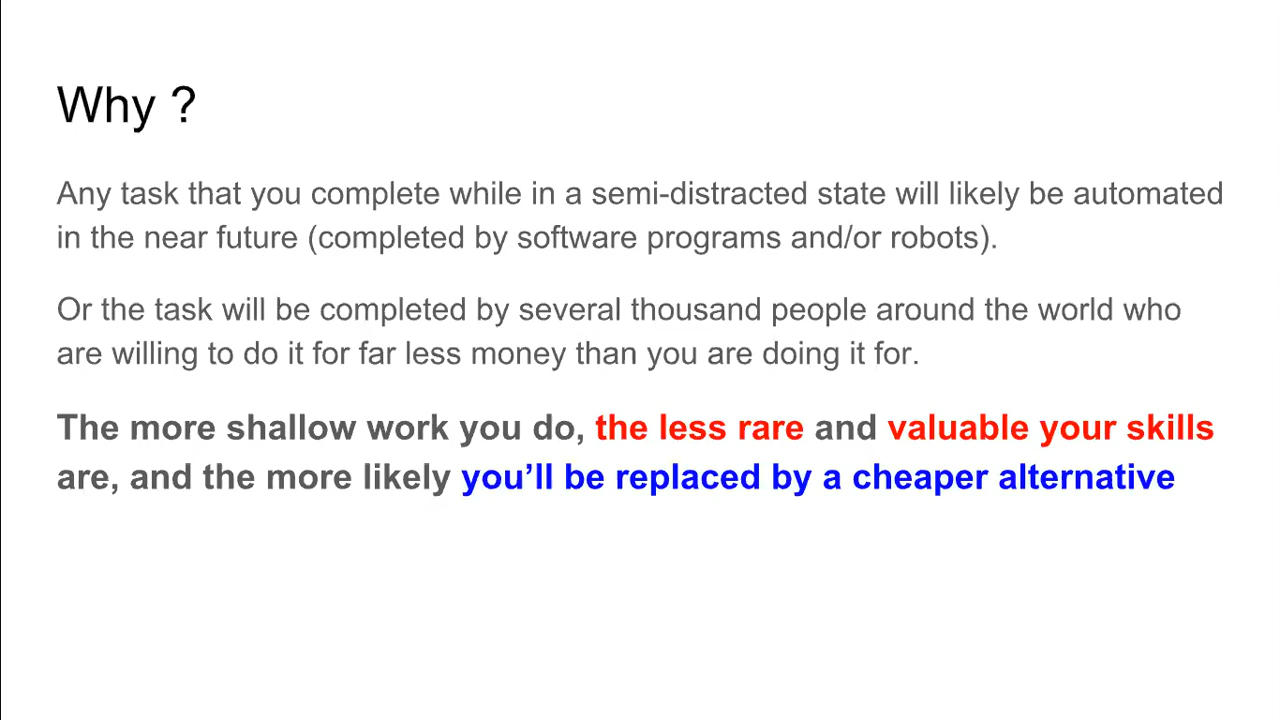 Why ?
Any task that you complete while in a semi-distracted state will likely be automated
in the near future (completed by software programs and/or robots).
Or the task will be completed by several thousand people around the world who
are willing to do it for far less money than you are doing it for.
The more shallow work you do, the less rare and valuable your skills
are, and the more likely you’ll be replaced by a cheaper alternative